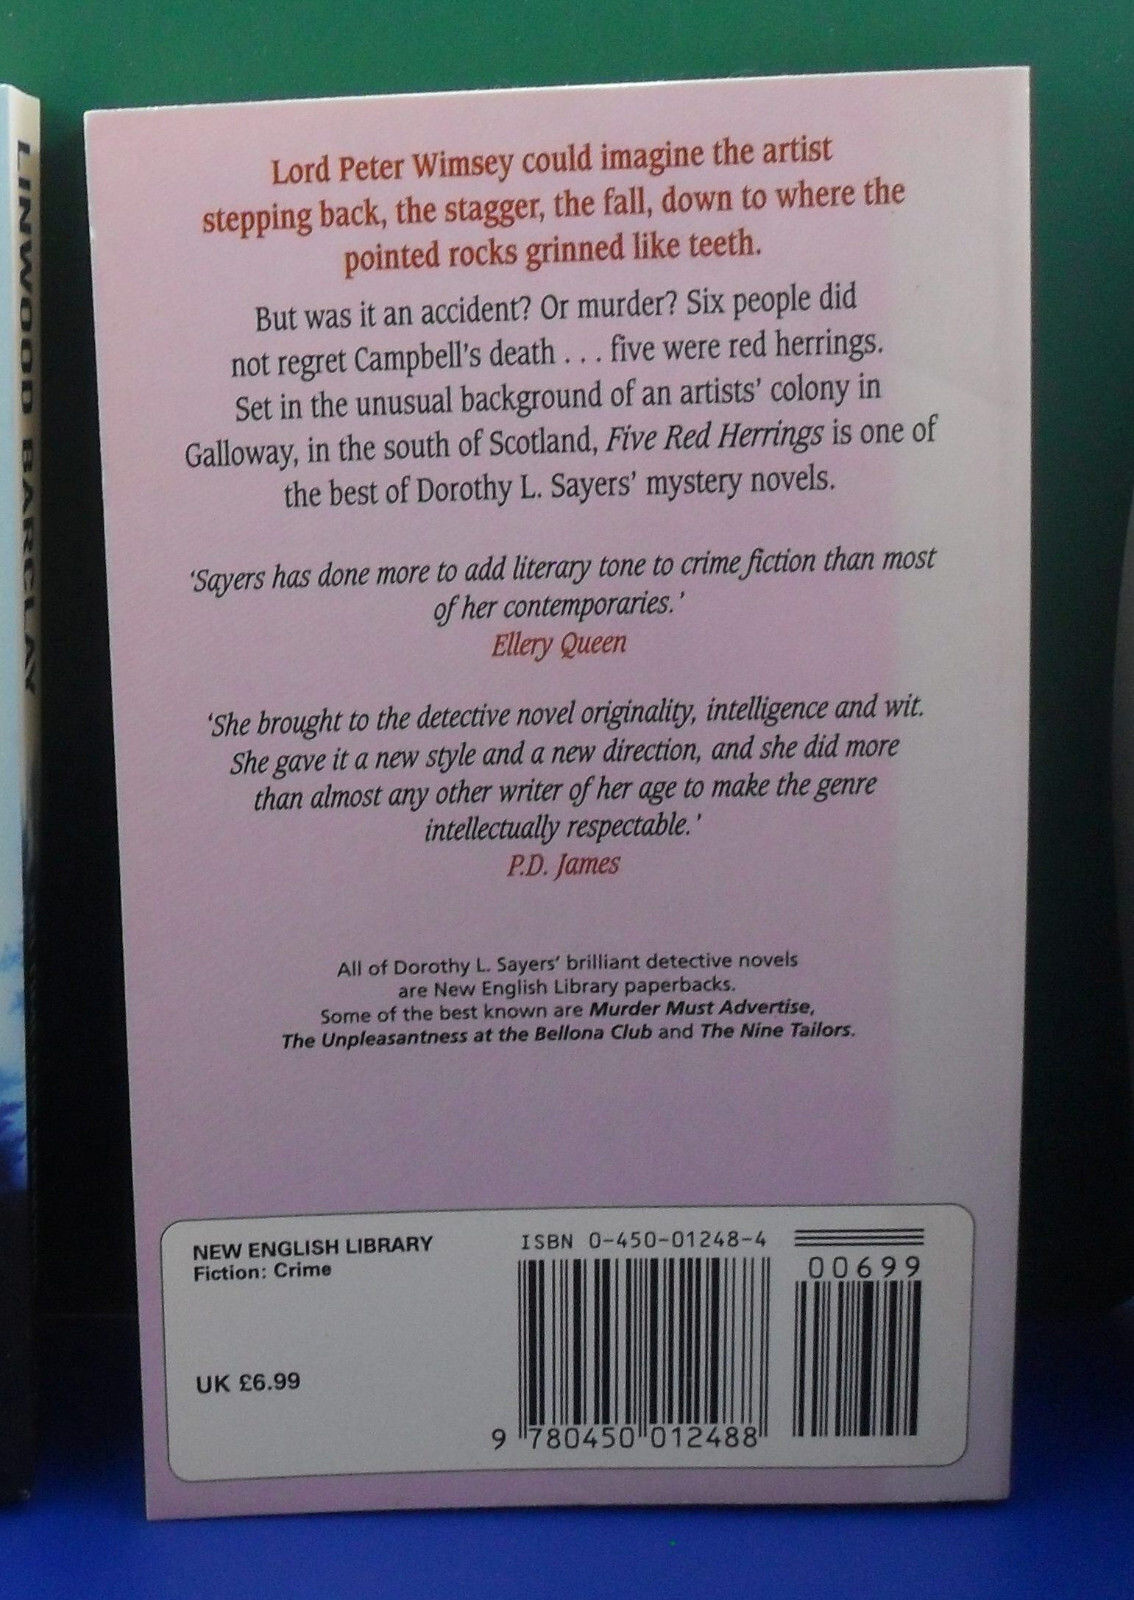 LINWOOD BARCLAY
Lord Peter Wimsey could imagine the artist
stepping back, the stagger, the fall, down to where the
pointed rocks grinned like teeth.
But was it an accident? Or murder? Six people did
not regret Campbell's death . . . five were red herrings.
Set in the unusual background of an artists' colony in
Galloway, in the south of Scotland, Five Red Herrings is one of
the best of Dorothy L. Sayers' mystery novels.
'Sayers has done more to add literary tone to crime fiction than most
of her contemporaries.'
Ellery Queen
'She brought to the detective novel originality, intelligence and wit.
She gave it a new style and a new direction, and she did more
than almost any other writer of her age to make the genre
intellectually respectable.'
P.D. James
All of Dorothy L. Sayers' brilliant detective novels
are New English Library paperbacks.
Some of the best known are Murder Must Advertise,
The Unpleasantness at the Bellona Club and The Nine Tailors.
NEW ENGLISH LIBRARY
Fiction: Crime
UK £6.99
ISBN 0-450-01248-4
00699
9 780450 012488